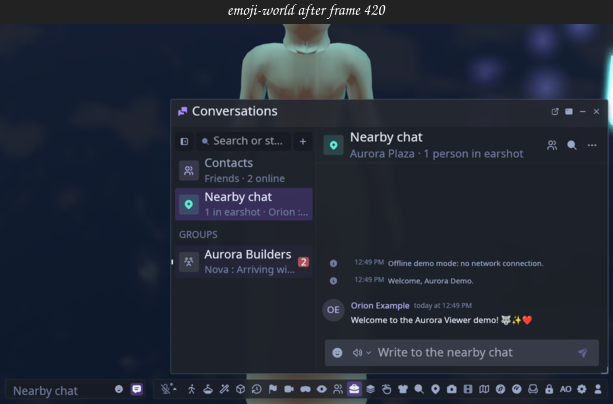 emoji-world after frame 420
Conversations
Search or st...
Contacts
Friends · 2 online
Nearby chat
1 in earshot · Orion :...
GROUPS
Aurora Builders
Nova : Arriving wi...
2
Nearby chat
Aurora Plaza · 1 person in earshot
12:49 PM Offline demo mode: no network connection.
12:49 PM Welcome, Aurora Demo.
OE
Orion Example today at 12:49 PM
Welcome to the Aurora Viewer demo! 🐺✨❤️
Write to the nearby chat
Nearby chat
AO